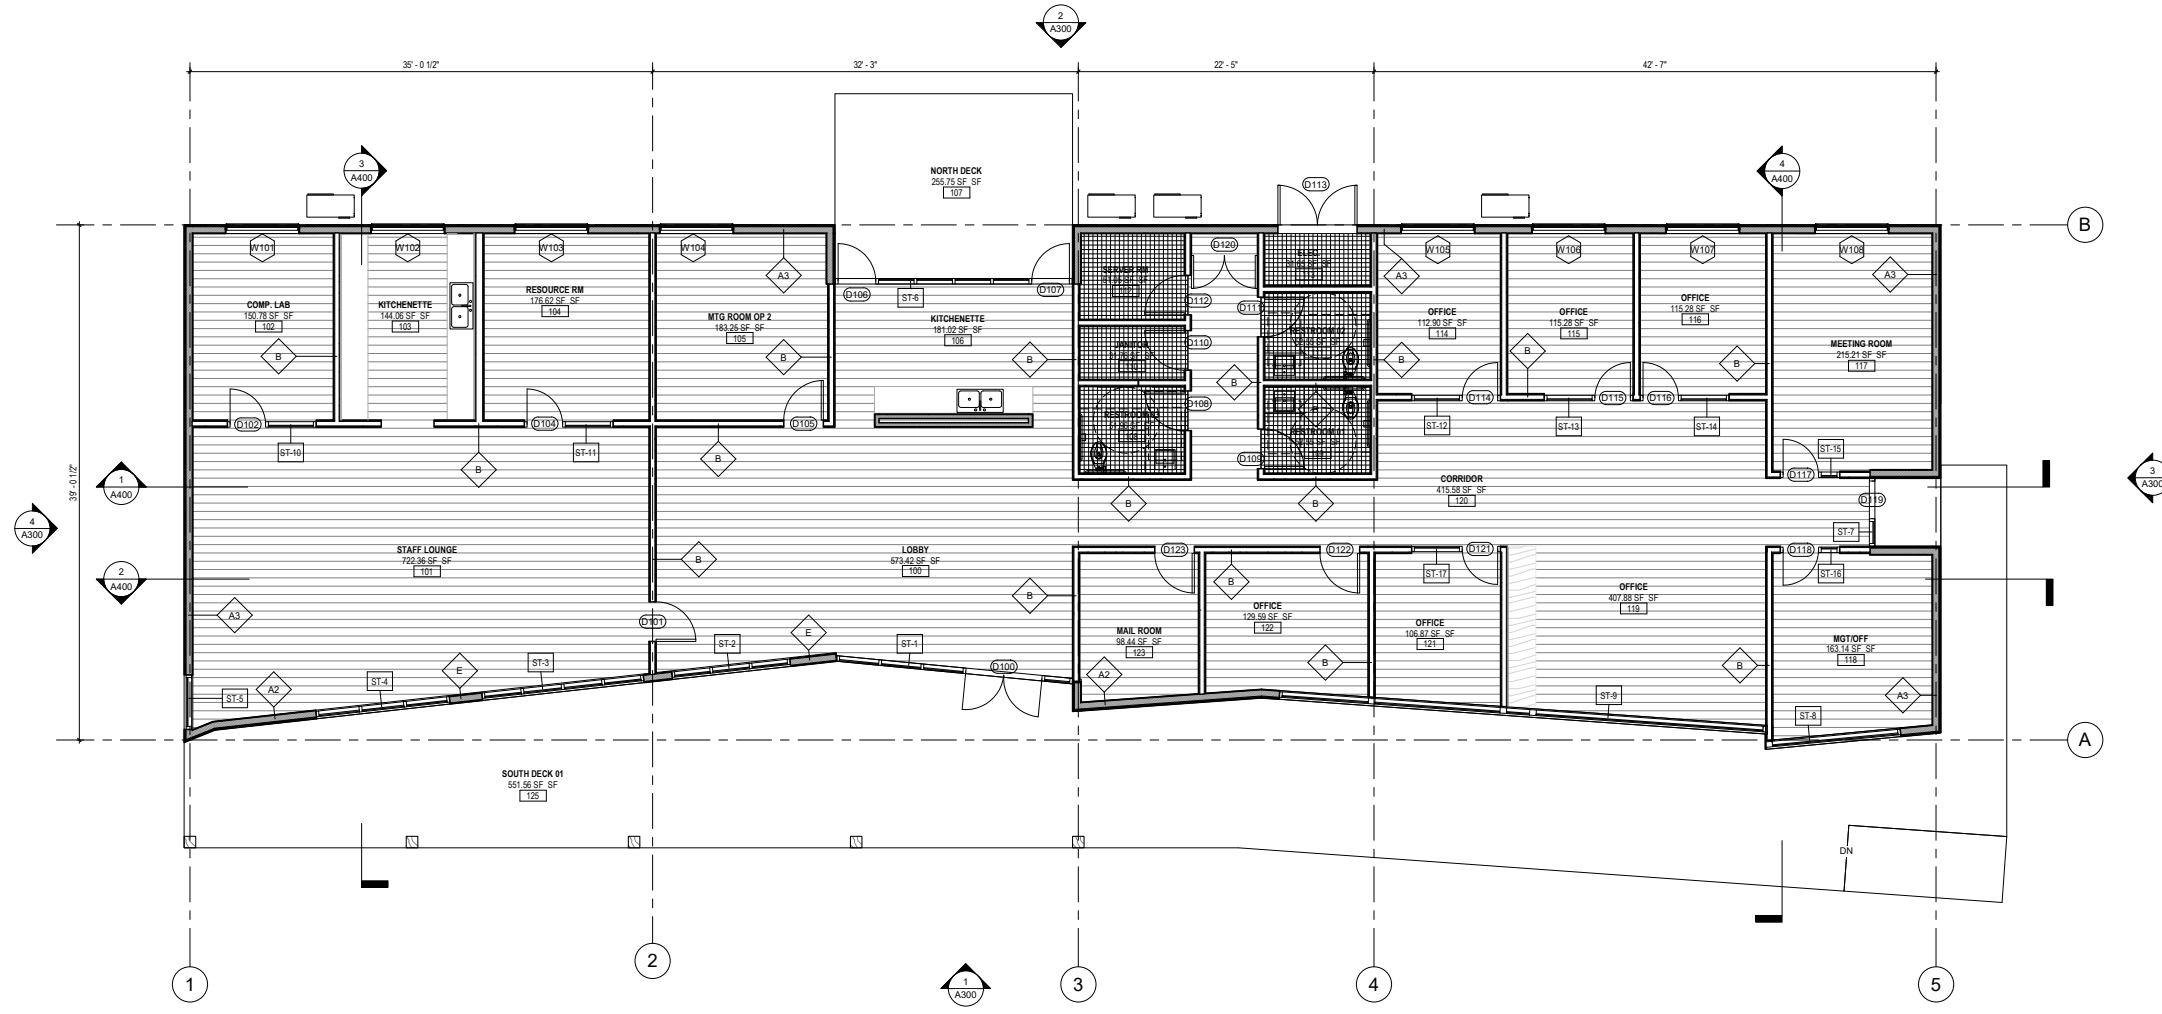 2
A300
35' - 0 1/2"
32' - 3"
22' - 5"
42' - 7"
3
A400
NORTH DECK
255.75 SF SF
107
D113
4
A400
B
W101
W102
W103
W104
D120
W105
W106
W107
W108
A3
A3
A3
COMP. LAB
150.78 SF SF
102
KITCHENETTE
144.06 SF SF
103
RESOURCE RM
176.62 SF SF
104
MTG ROOM OP 2
183.25 SF SF
105
D106
ST-6
D107
KITCHENETTE
181.02 SF SF
106
SERVER RM
D112
ELEC.
D111
RESTROOM 02
JANITOR
D110
D108
D109
OFFICE
112.90 SF SF
114
OFFICE
115.28 SF SF
115
OFFICE
115.28 SF SF
116
MEETING ROOM
215.21 SF SF
117
B
B
B
B
B
B
B
D102
ST-10
D104
ST-11
D105
D114
ST-12
ST-13
D115
D116
ST-14
ST-15
D117
B
B
B
B
39' - 0 1/2"
1
A400
4
A300
2
A400
CORRIDOR
415.58 SF SF
120
D119
ST-7
3
A300
STAFF LOUNGE
722.36 SF SF
101
LOBBY
573.42 SF SF
100
B
B
D123
D122
D121
ST-17
D118
ST-16
B
A3
D101
ST-2
E
ST-1
D100
MAIL ROOM
98.44 SF SF
123
OFFICE
129.59 SF SF
122
OFFICE
106.87 SF SF
121
OFFICE
407.88 SF SF
119
MGT/OFF
163.14 SF SF
118
ST-5
A2
ST-4
E
ST-3
A2
B
B
ST-9
A3
ST-8
A
SOUTH DECK 01
551.56 SF SF
125
DN
1
2
3
4
5
1
A300